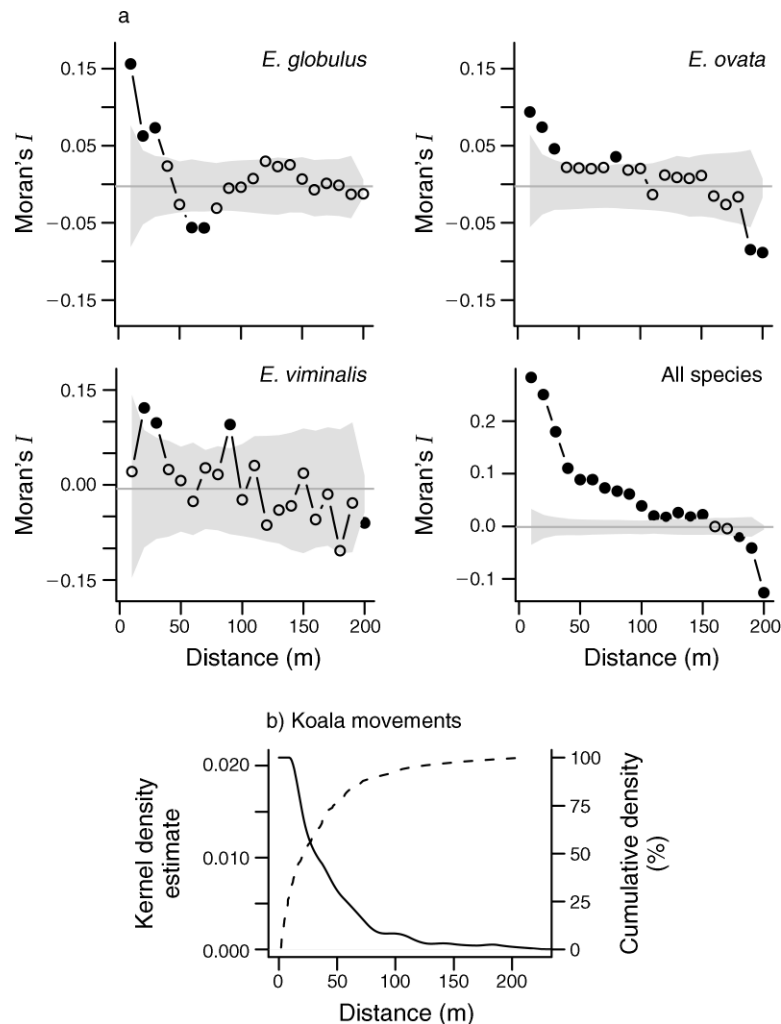 a
E. globulus
E. ovata
Moran's I
0.15
0.05
−0.05
−0.15
Moran's I
0.15
0.05
−0.05
−0.15
E. viminalis
All species
Moran's I
0.15
0.00
−0.15
0 50 100 150 200
Distance (m)
Moran's I
0.2
0.1
0.0
−0.1
0 50 100 150 200
Distance (m)
b) Koala movements
Kernel density
estimate
0.020
0.010
0.000
100
75
50
25
0
Cumulative density
(%)
0 50 100 150 200
Distance (m)